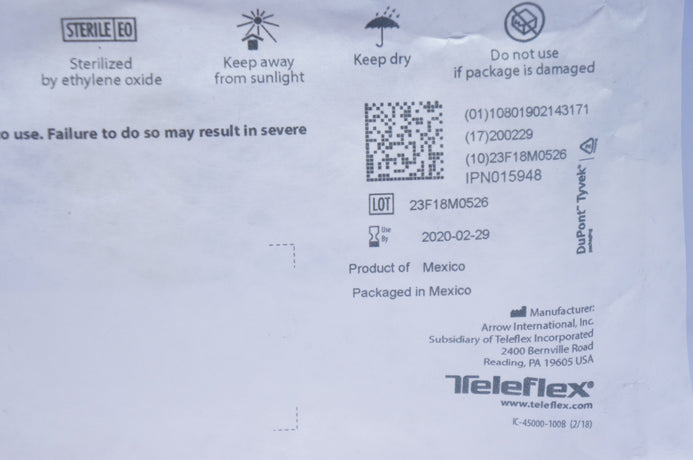 STERILE EO
Sterilized
by ethylene oxide
Keep away
from sunlight
Keep dry
Do not use
if package is damaged
o use. Failure to do so may result in severe
(01)10801902143171
(17)200229
(10)23F18M0526
IPN015948
LOT 23F18M0526
Use
By
2020-02-29
DuPont™ Tyvek®
Product of Mexico
Packaged in Mexico
Manufacturer:
Arrow International, Inc.
Subsidiary of Teleflex Incorporated
2400 Bernville Road
Reading, PA 19605 USA
Teleflex®
www.teleflex.com
K-45000-100B (2/18)